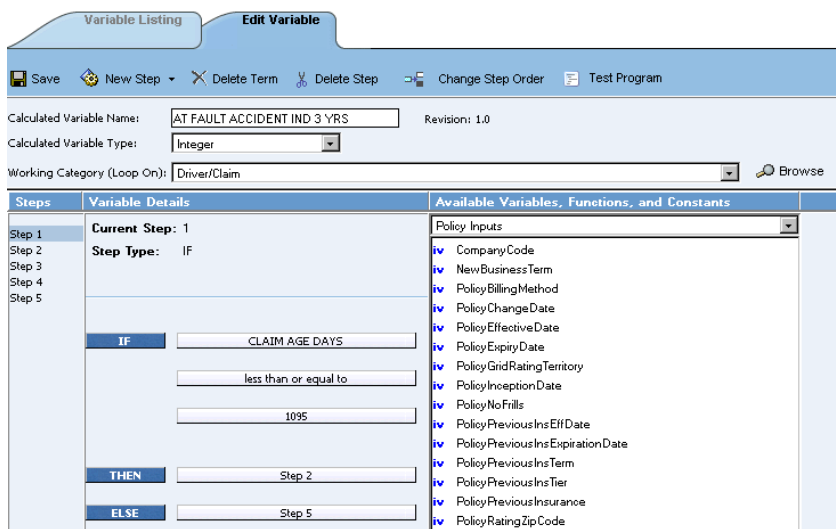 Variable Listing
Edit Variable
Save
New Step
Delete Term
Delete Step
Change Step Order
Test Program
Calculated Variable Name: AT FAULT ACCIDENT IND 3 YRS Revision: 1.0
Calculated Variable Type: Integer
Working Category (Loop On): Driver/Claim Browse
Steps
Step 1
Step 2
Step 3
Step 4
Step 5
Variable Details
Current Step: 1
Step Type: IF
IF CLAIM AGE DAYS
less than or equal to
1095
THEN Step 2
ELSE Step 5
Available Variables, Functions, and Constants
Policy Inputs
iv CompanyCode
iv NewBusinessTerm
iv PolicyBillingMethod
iv PolicyChangeDate
iv PolicyEffectiveDate
iv PolicyExpiryDate
iv PolicyGridRatingTerritory
iv PolicyInceptionDate
iv PolicyNoFrills
iv PolicyPreviousInsEffDate
iv PolicyPreviousInsExpirationDate
iv PolicyPreviousInsTerm
iv PolicyPreviousInsTier
iv PolicyPreviousInsurance
iv PolicyRatingZipCode